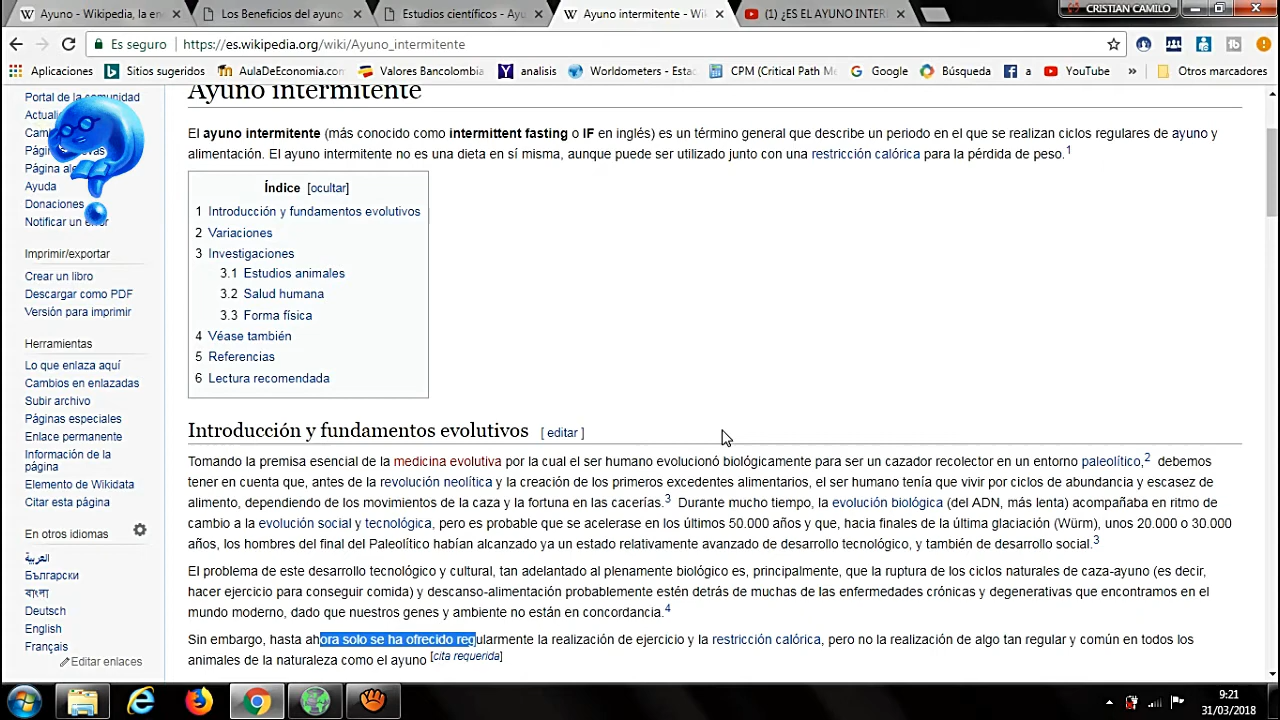 Ayuno - Wikipedia, la en
Los Beneficios del ayuno
Estudios científicos - Ayu
Ayuno intermitente - Wi
(1) ¿ES EL AYUNO INTER
CRISTIAN CAMILO
Es seguro
https://es.wikipedia.org/wiki/Ayuno_intermitente
Aplicaciones
Sitios sugeridos
AulaDeEconomia.com
Valores Bancolombia
analisis
Worldometers - Estac
CPM (Critical Path Me
Google
Búsqueda
a
YouTube
»
Otros marcadores
Portal de la comunidad
Actuali
Cam
Página
Página ale
Ayuda
Donaciones
Notificar un error
Imprimir/exportar
Crear un libro
Descargar como PDF
Versión para imprimir
Herramientas
Lo que enlaza aquí
Cambios en enlazadas
Subir archivo
Páginas especiales
Enlace permanente
Información de la
página
Elemento de Wikidata
Citar esta página
En otros idiomas
العربية
Български
বাংলা
Deutsch
English
Français
Editar enlaces
Ayuno intermitente
El ayuno intermitente (más conocido como intermittent fasting o IF en inglés) es un término general que describe un periodo en el que se realizan ciclos regulares de ayuno y
alimentación. El ayuno intermitente no es una dieta en sí misma, aunque puede ser utilizado junto con una restricción calórica para la pérdida de peso.1
Índice [ocultar]
1 Introducción y fundamentos evolutivos
2 Variaciones
3 Investigaciones
3.1 Estudios animales
3.2 Salud humana
3.3 Forma física
4 Véase también
5 Referencias
6 Lectura recomendada
Introducción y fundamentos evolutivos [ editar ]
Tomando la premisa esencial de la medicina evolutiva por la cual el ser humano evolucionó biológicamente para ser un cazador recolector en un entorno paleolítico,2 debemos
tener en cuenta que, antes de la revolución neolítica y la creación de los primeros excedentes alimentarios, el ser humano tenía que vivir por ciclos de abundancia y escasez de
alimento, dependiendo de los movimientos de la caza y la fortuna en las cacerías.3 Durante mucho tiempo, la evolución biológica (del ADN, más lenta) acompañaba en ritmo de
cambio a la evolución social y tecnológica, pero es probable que se acelerase en los últimos 50.000 años y que, hacia finales de la última glaciación (Würm), unos 20.000 o 30.000
años, los hombres del final del Paleolítico habían alcanzado ya un estado relativamente avanzado de desarrollo tecnológico, y también de desarrollo social.3
El problema de este desarrollo tecnológico y cultural, tan adelantado al plenamente biológico es, principalmente, que la ruptura de los ciclos naturales de caza-ayuno (es decir,
hacer ejercicio para conseguir comida) y descanso-alimentación probablemente estén detrás de muchas de las enfermedades crónicas y degenerativas que encontramos en el
mundo moderno, dado que nuestros genes y ambiente no están en concordancia.4
Sin embargo, hasta ahora solo se ha ofrecido regularmente la realización de ejercicio y la restricción calórica, pero no la realización de algo tan regular y común en todos los
animales de la naturaleza como el ayuno [cita requerida]
9:21
31/03/2018